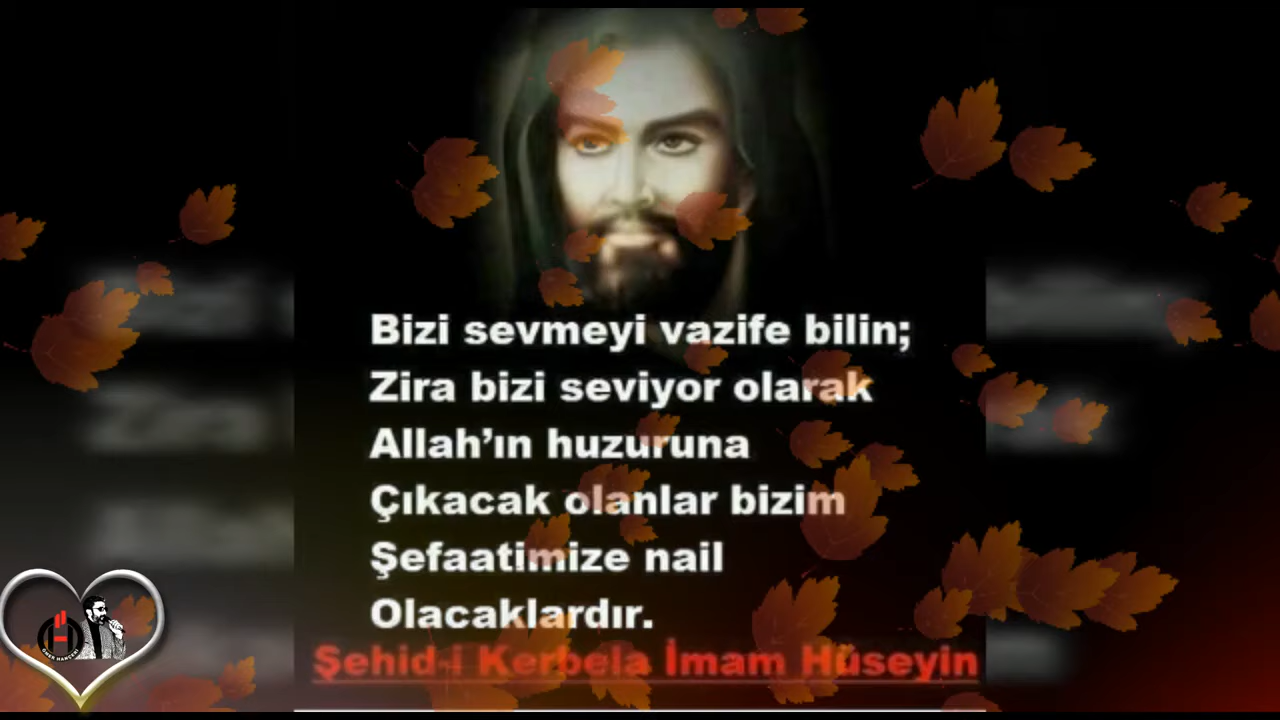 Bizi sevmeyi vazife bilin;
Zira bizi seviyor olarak
Allah’ın huzuruna
Çıkacak olanlar bizim
Şefaatimize nail
Olacaklardır.
Şehid-i Kerbela İmam Hüseyin